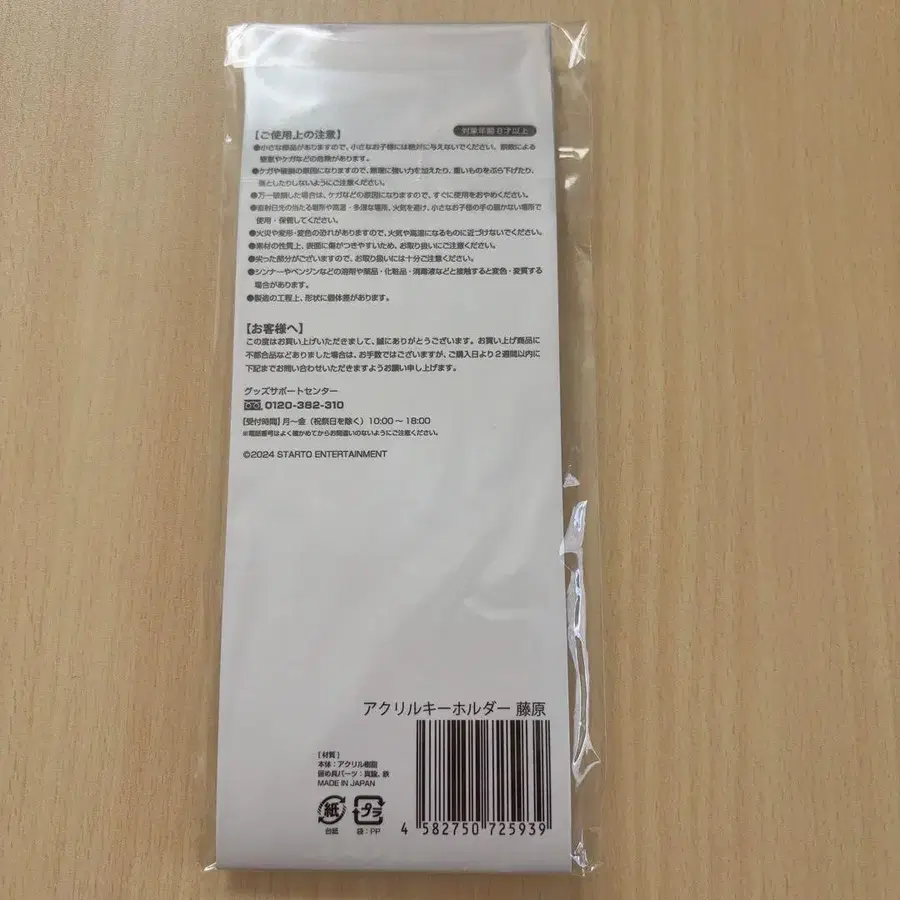 【ご使用上の注意】
対象年齢8才以上
●小さな部品がありますので、小さなお子様には絶対に与えないでください。誤飲による
窒息やケガなどの危険があります。
●ケガや破損の原因になりますので、無理に強い力を加えたり、重いものをぶら下げたり、
落としたりしないようにご注意ください。
●万一破損した場合は、ケガなどの原因になりますので、すぐに使用をおやめください。
●直射日光の当たる場所や高温・多湿な場所、火気を避け、小さなお子様の手の届かない場所で
使用・保管してください。
●火災や変形・変色の恐れがありますので、火気や高温になるものに近づけないでください。
●素材の性質上、表面に傷がつきやすいため、お取り扱いにご注意ください。
●尖った部分がございますので、お取り扱いには十分ご注意ください。
●シンナーやベンジンなどの溶剤や薬品・化粧品・消毒液などと接触すると変色・変質する
場合があります。
●製造の工程上、形状に個体差があります。
【お客様へ】
この度はお買い上げいただきまして、誠にありがとうございます。お買い上げ商品に
不都合品などありました場合は、お手数ではございますが、ご購入日より2週間以内に
下記までお問い合わせいただきますようお願い申し上げます。
グッズサポートセンター
0120-382-310
【受付時間】月〜金(祝祭日を除く)10:00〜18:00
※電話番号はよく確かめてからお間違いのないようにご注意ください。
©2024 STARTO ENTERTAINMENT
アクリルキーホルダー 藤原
[材質]
本体:アクリル樹脂
留め具パーツ:真鍮、鉄
MADE IN JAPAN
紙
台紙
プラ
袋:PP
4 582750 725939